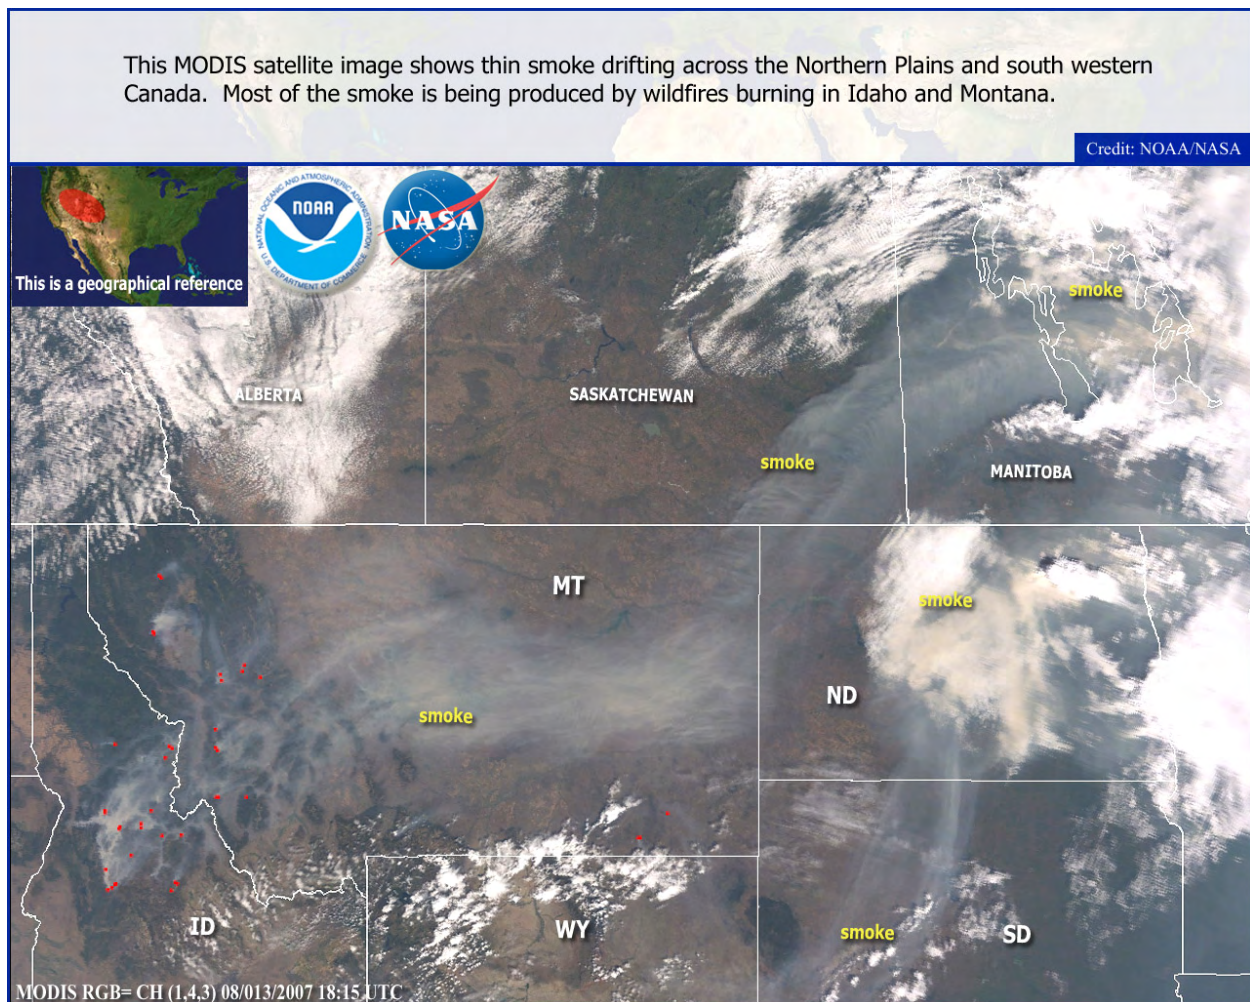 This MODIS satellite image shows thin smoke drifting across the Northern Plains and south western
Canada.  Most of the smoke is being produced by wildfires burning in Idaho and Montana.
Credit: NOAA/NASA
NATIONAL OCEANIC AND ATMOSPHERIC ADMINISTRATION
NOAA
U.S. DEPARTMENT OF COMMERCE
NASA
This is a geographical reference
smoke
ALBERTA
SASKATCHEWAN
smoke
MANITOBA
MT
smoke
ND
smoke
ID
WY
smoke
SD
MODIS RGB= CH (1,4,3) 08/013/2007 18:15 UTC